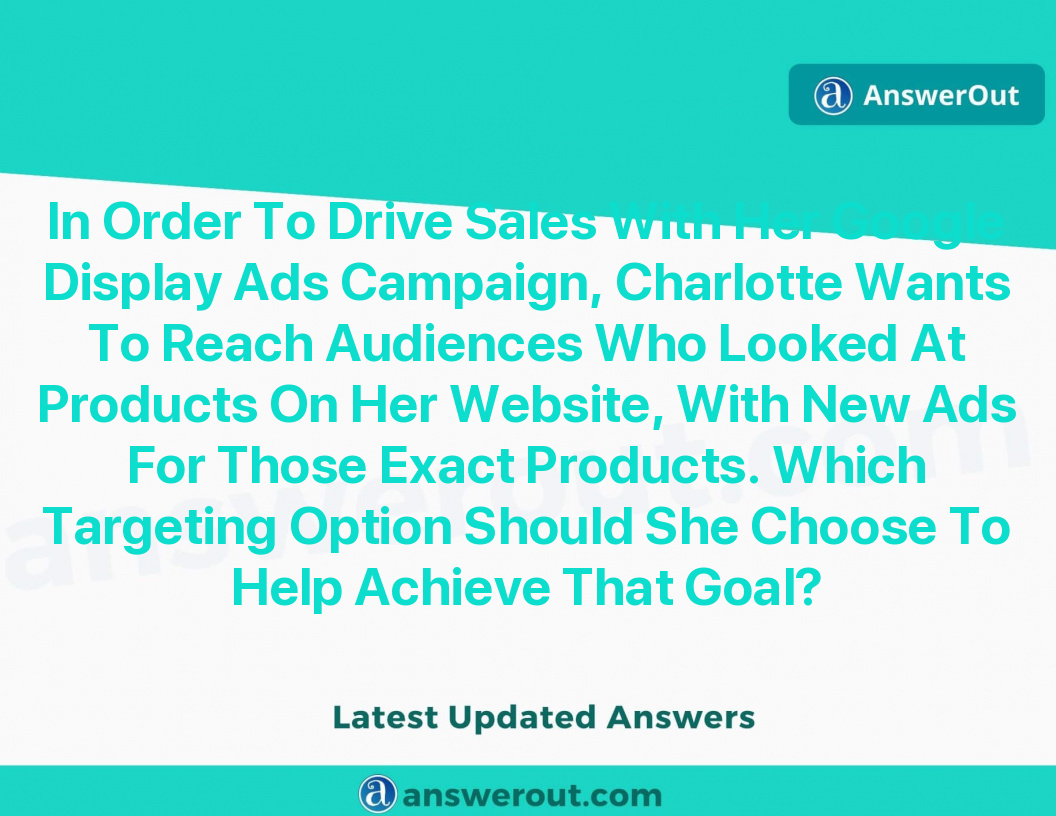 AnswerOut
In Order To Drive Sales With Her Google
Display Ads Campaign, Charlotte Wants
To Reach Audiences Who Looked At
Products On Her Website, With New Ads
For Those Exact Products. Which
Targeting Option Should She Choose To
Help Achieve That Goal?
answerout.com
Latest Updated Answers
answerout.com